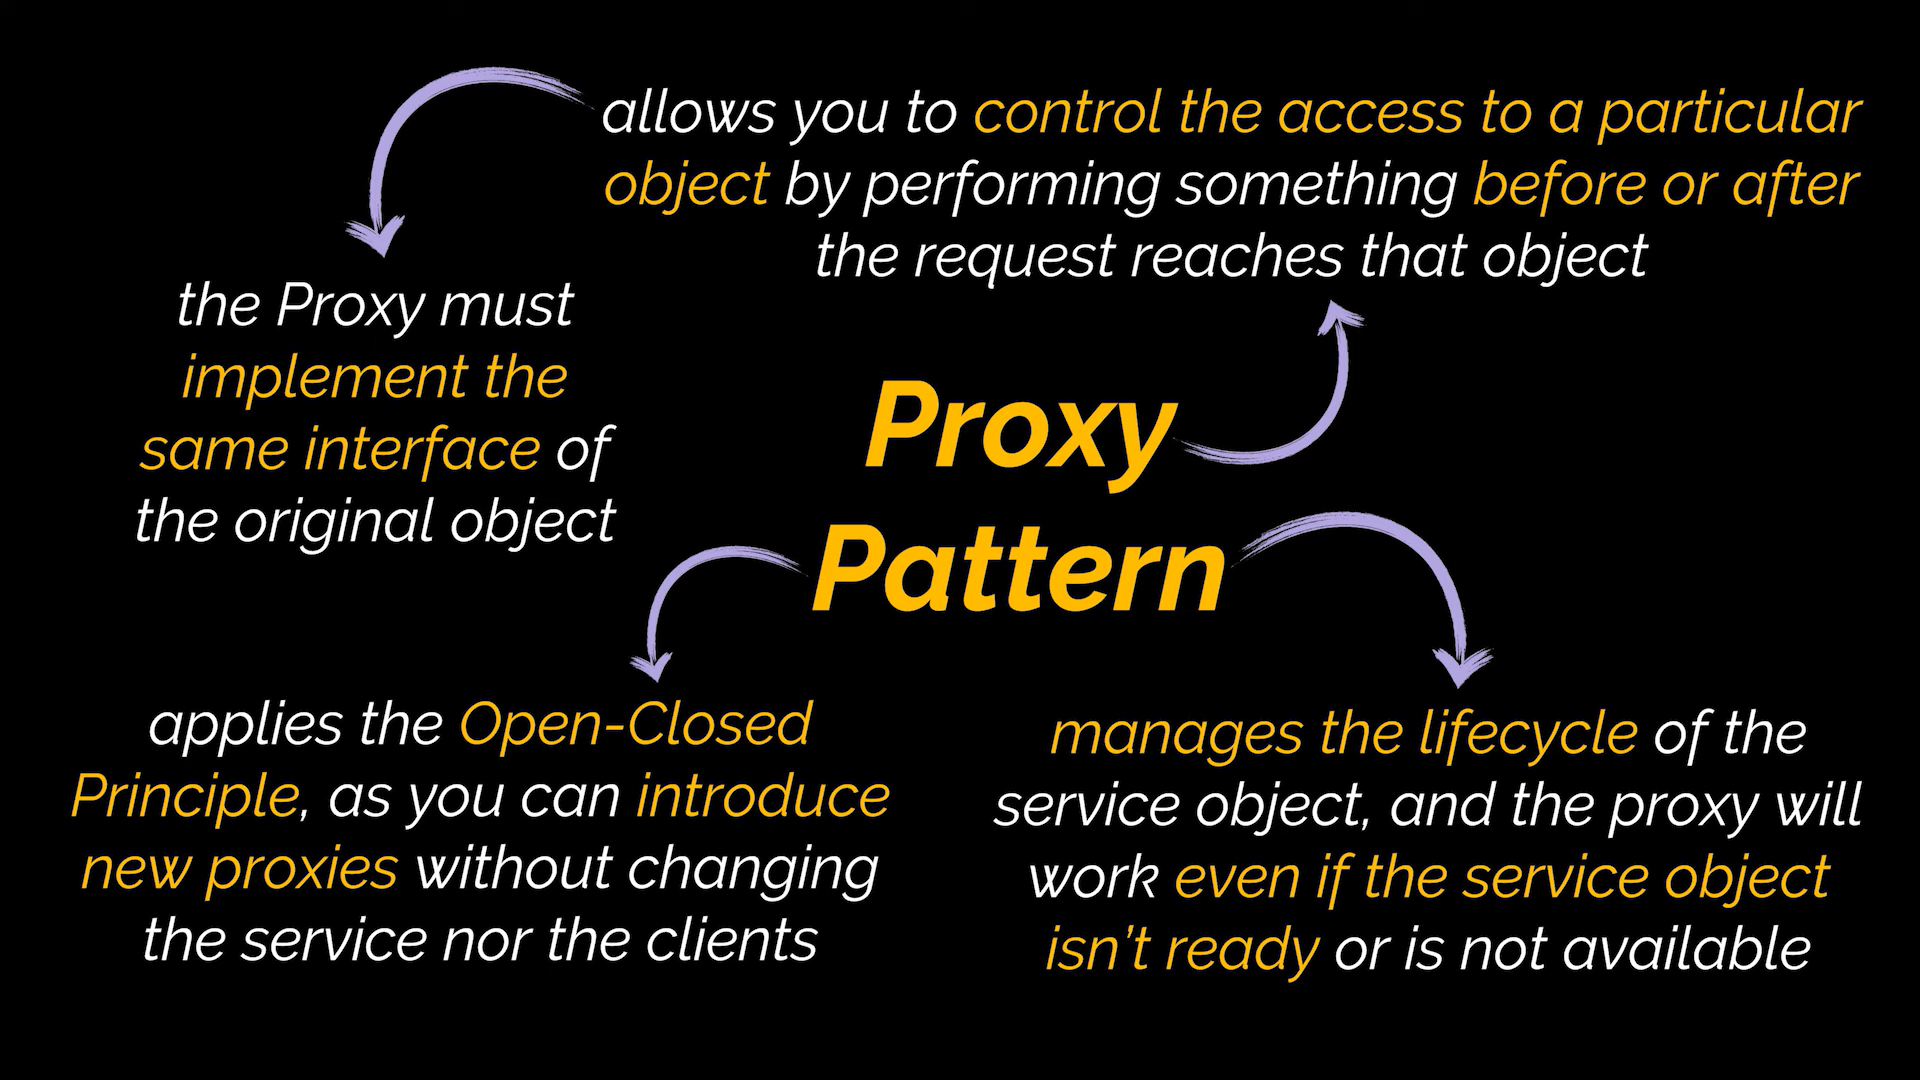 allows you to control the access to a particular
object by performing something before or after
the request reaches that object
the Proxy must
implement the
same interface of
the original object
Proxy
Pattern
applies the Open-Closed
Principle, as you can introduce
new proxies without changing
the service nor the clients
manages the lifecycle of the
service object, and the proxy will
work even if the service object
isn't ready or is not available